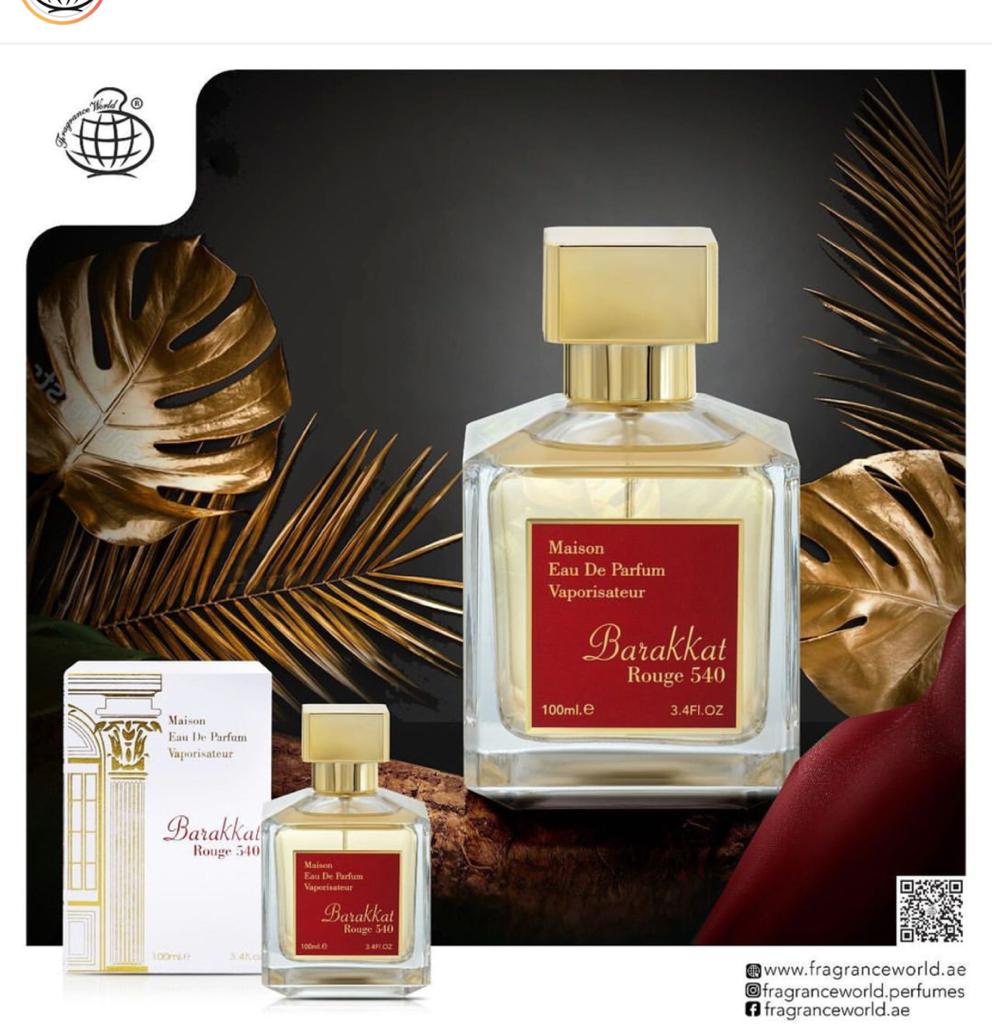 Fragrance World ®
Maison
Eau De Parfum
Vaporisateur
Barakkat
Rouge 540
100ml.e
3.4Fl.OZ
Maison
Eau De Parfum
Vaporisateur
Barakkat
Rouge 540
100ml.e
Maison
Eau De Parfum
Vaporisateur
Barakkat
Rouge 540
100ml.e
3.4Fl.OZ
www.fragranceworld.ae
fragranceworld.perfumes
fragranceworld.ae